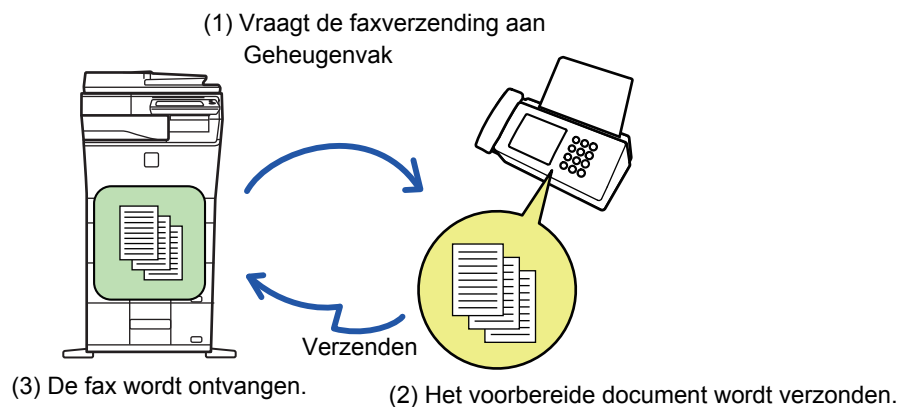 (1) Vraagt de faxverzending aan
Geheugenvak
Verzenden
(3) De fax wordt ontvangen.
(2) Het voorbereide document wordt verzonden.